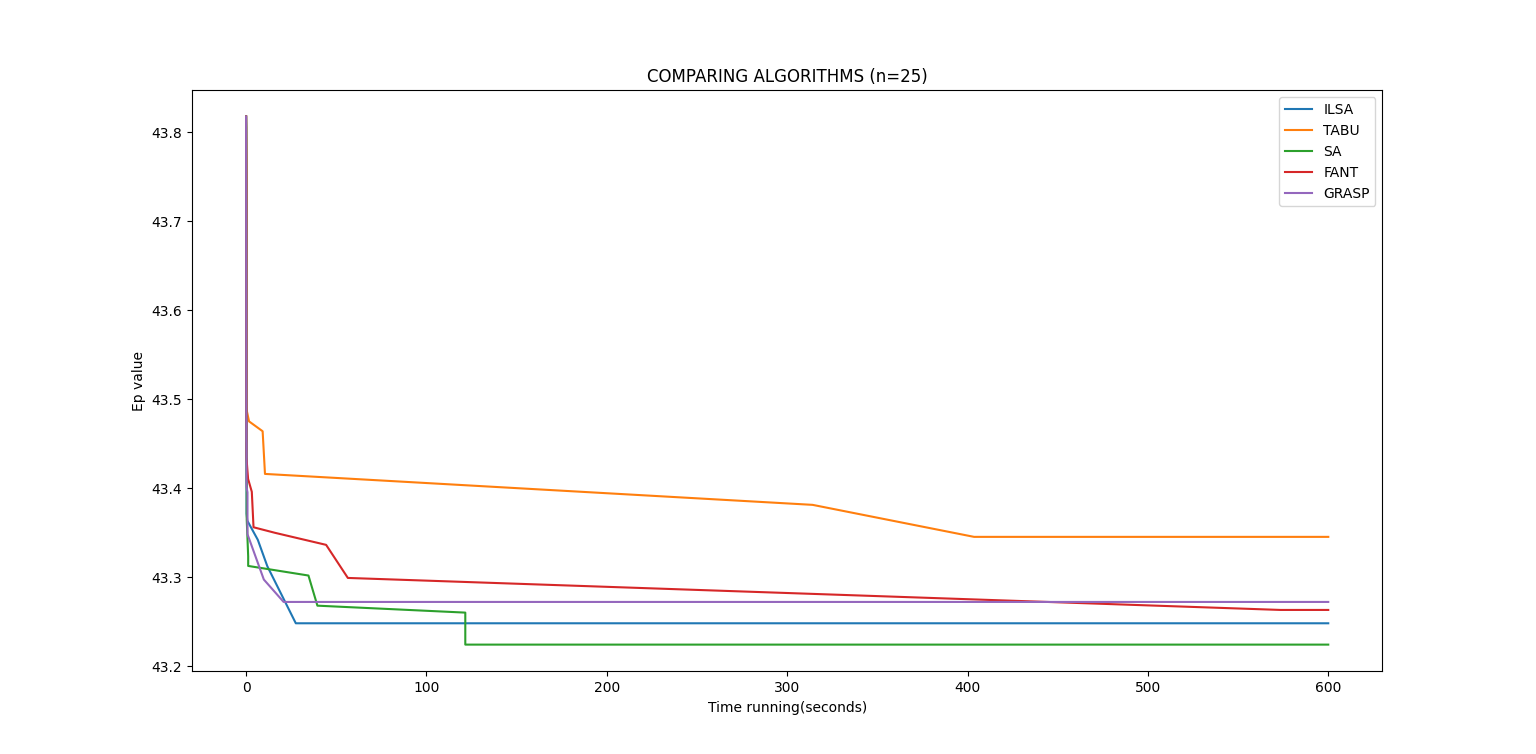 COMPARING ALGORITHMS (n=25)
ILSA
TABU
SA
FANT
GRASP
Ep value
43.8
43.7
43.6
43.5
43.4
43.3
43.2
0 100 200 300 400 500 600
Time running(seconds)